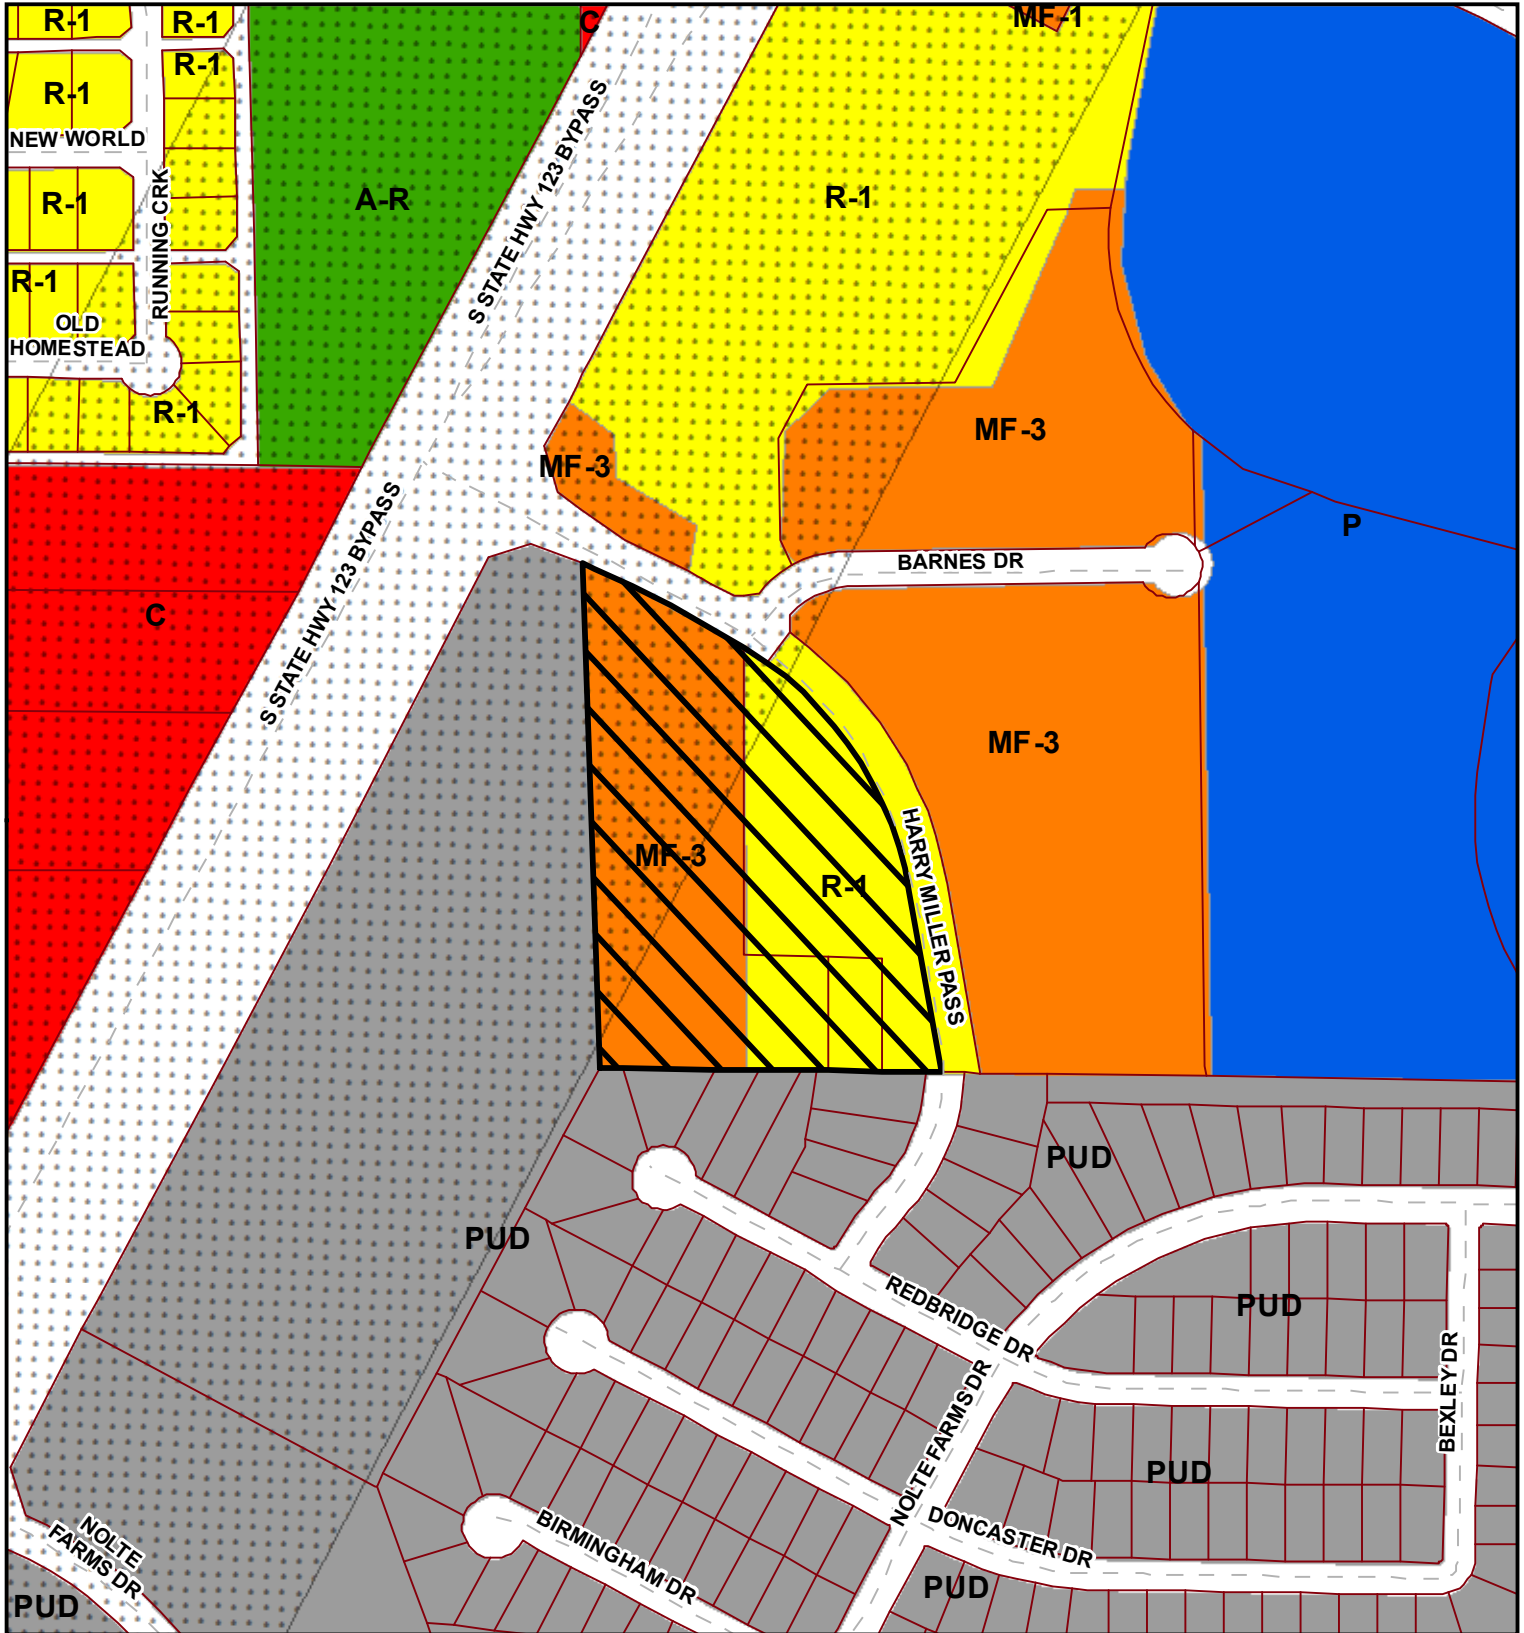 R-1
R-1
C
MF-1
R-1
R-1
NEW WORLD
S STATE HWY 123 BYPASS
R-1
RUNNING CRK
A-R
R-1
R-1
OLD
HOMESTEAD
R-1
MF-3
MF-3
P
S STATE HWY 123 BYPASS
BARNES DR
C
MF-3
MF-3
R-1
HARRY MILLER PASS
PUD
PUD
REDBRIDGE DR
PUD
BEXLEY DR
NOLTE FARMS DR
PUD
BIRMINGHAM DR
DONCASTER DR
NOLTE
FARMS DR
PUD
PUD